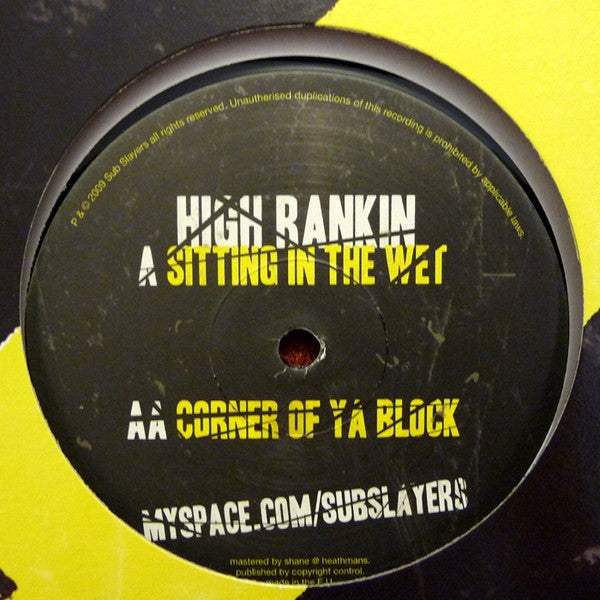 P & © 2009 Sub Slayers all rights reserved. Unauthorised duplications of this recording is prohibited by applicable laws.
HIGH RANKIN
A SITTING IN THE WET
AA CORNER OF YA BLOCK
MYSPACE.COM/SUBSLAYERS
mastered by shane @ heathmans.
published by copyright control.
made in the E.U.